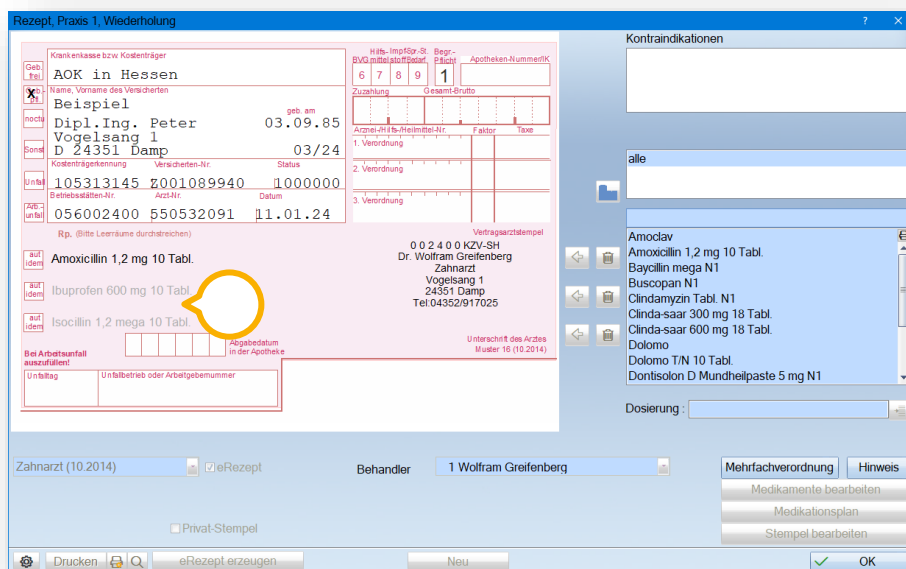 Rezept, Praxis 1, Wiederholung
?
Kontraindikationen
Krankenkasse bzw Kostenträger
Geb.
frei
AOK in Hessen
Hilfs- Impf Spr.-St. Begr.-
BVG mittel stoff Bedarf Pflicht Apotheken-Nummer/IK
6 7 8 9 1
X
Name, Vorname des Versicherten
Beispiel
geb. am
Zuzahlung Gesamt-Brutto
noctu
Dipl.Ing. Peter 03.09.85
Vogelsang 1
Sonst
D 24351 Damp 03/24
Arznei-/Hilfs-/Heilmittel-Nr. Faktor Taxe
1. Verordnung
2. Verordnung
3. Verordnung
Kostenträgerkennung Versicherten-Nr. Status
Unfall
105313145 Z001089940 1000000
Betriebsstätten-Nr. Arzt-Nr. Datum
Arb.-
unfall
056002400 550532091 11.01.24
Rp. (Bitte Leerräume durchstreichen)
Vertragsarztstempel
aut
idem
Amoxicillin 1,2 mg 10 Tabl.
aut
idem
Ibuprofen 600 mg 10 Tabl.
aut
idem
Isocillin 1,2 mega 10 Tabl.
0 0 2 4 0 0 KZV-SH
Dr. Wolfram Greifenberg
Zahnarzt
Vogelsang 1
24351 Damp
Tel:04352/917025
Abgabedatum
in der Apotheke
Unterschrift des Arztes
Muster 16 (10.2014)
Bei Arbeitsunfall
auszufüllen!
Unfalltag Unfallbetrieb oder Arbeitgebernummer
alle
Amoclav
Amoxicillin 1,2 mg 10 Tabl.
Baycillin mega N1
Buscopan N1
Clindamyzin Tabl. N1
Clinda-saar 300 mg 18 Tabl.
Clinda-saar 600 mg 18 Tabl.
Dolomo
Dolomo T/N 10 Tabl.
Dontisolon D Mundheilpaste 5 mg N1
Dosierung :
Zahnarzt (10.2014)
eRezept
Behandler
1 Wolfram Greifenberg
Mehrfachverordnung
Hinweis
Medikamente bearbeiten
Medikationsplan
Privat-Stempel
Stempel bearbeiten
Drucken
eRezept erzeugen
Neu
OK